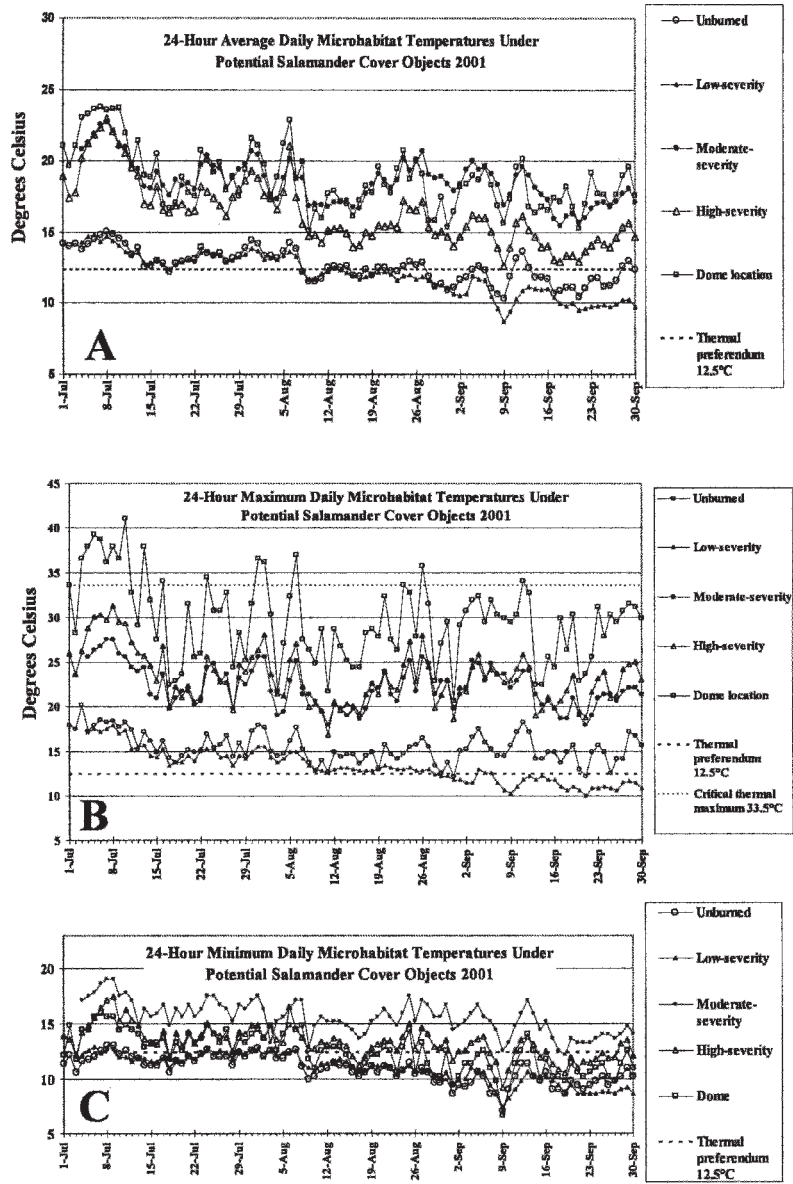 24-Hour Average Daily Microhabitat Temperatures Under
Potential Salamander Cover Objects 2001
Degrees Celsius
30
25
20
15
10
5
1-Jul
8-Jul
15-Jul
22-Jul
29-Jul
5-Aug
12-Aug
19-Aug
26-Aug
2-Sep
9-Sep
16-Sep
23-Sep
30-Sep
A
Unburned
Low-severity
Moderate-
severity
High-severity
Dome location
Thermal
preferendum
12.5°C
24-Hour Maximum Daily Microhabitat Temperatures Under
Potential Salamander Cover Objects 2001
Degrees Celsius
45
40
35
30
25
20
15
10
5
1-Jul
8-Jul
15-Jul
22-Jul
29-Jul
5-Aug
12-Aug
19-Aug
26-Aug
2-Sep
9-Sep
16-Sep
23-Sep
30-Sep
B
Unburned
Low-severity
Moderate-severity
High-severity
Dome location
Thermal
preferendum
12.5°C
Critical thermal
maximum 33.5°C
24-Hour Minimum Daily Microhabitat Temperatures Under
Potential Salamander Cover Objects 2001
20
15
10
5
1-Jul
8-Jul
15-Jul
22-Jul
29-Jul
5-Aug
12-Aug
19-Aug
26-Aug
2-Sep
9-Sep
16-Sep
23-Sep
30-Sep
C
Unburned
Low-severity
Moderate-
severity
High-severity
Dome
Thermal
preferendum
12.5°C